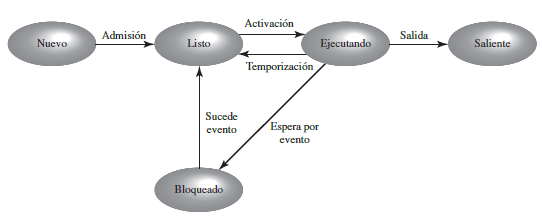 Nuevo
Admisión
Listo
Activación
Temporización
Ejecutando
Salida
Saliente
Sucede
evento
Espera por
evento
Bloqueado